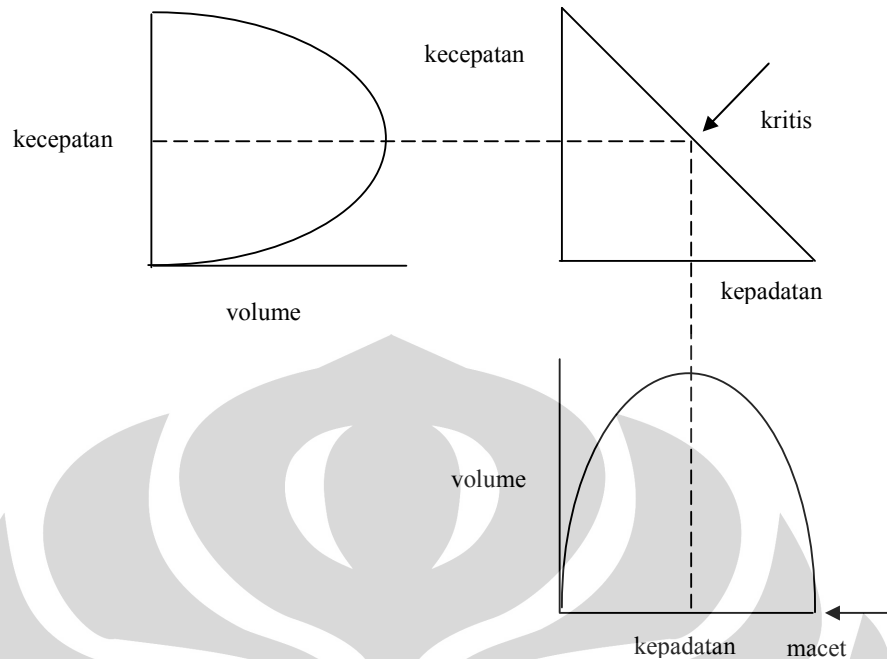 kecepatan
kritis
kecepatan
kepadatan
volume
volume
kepadatan
macet